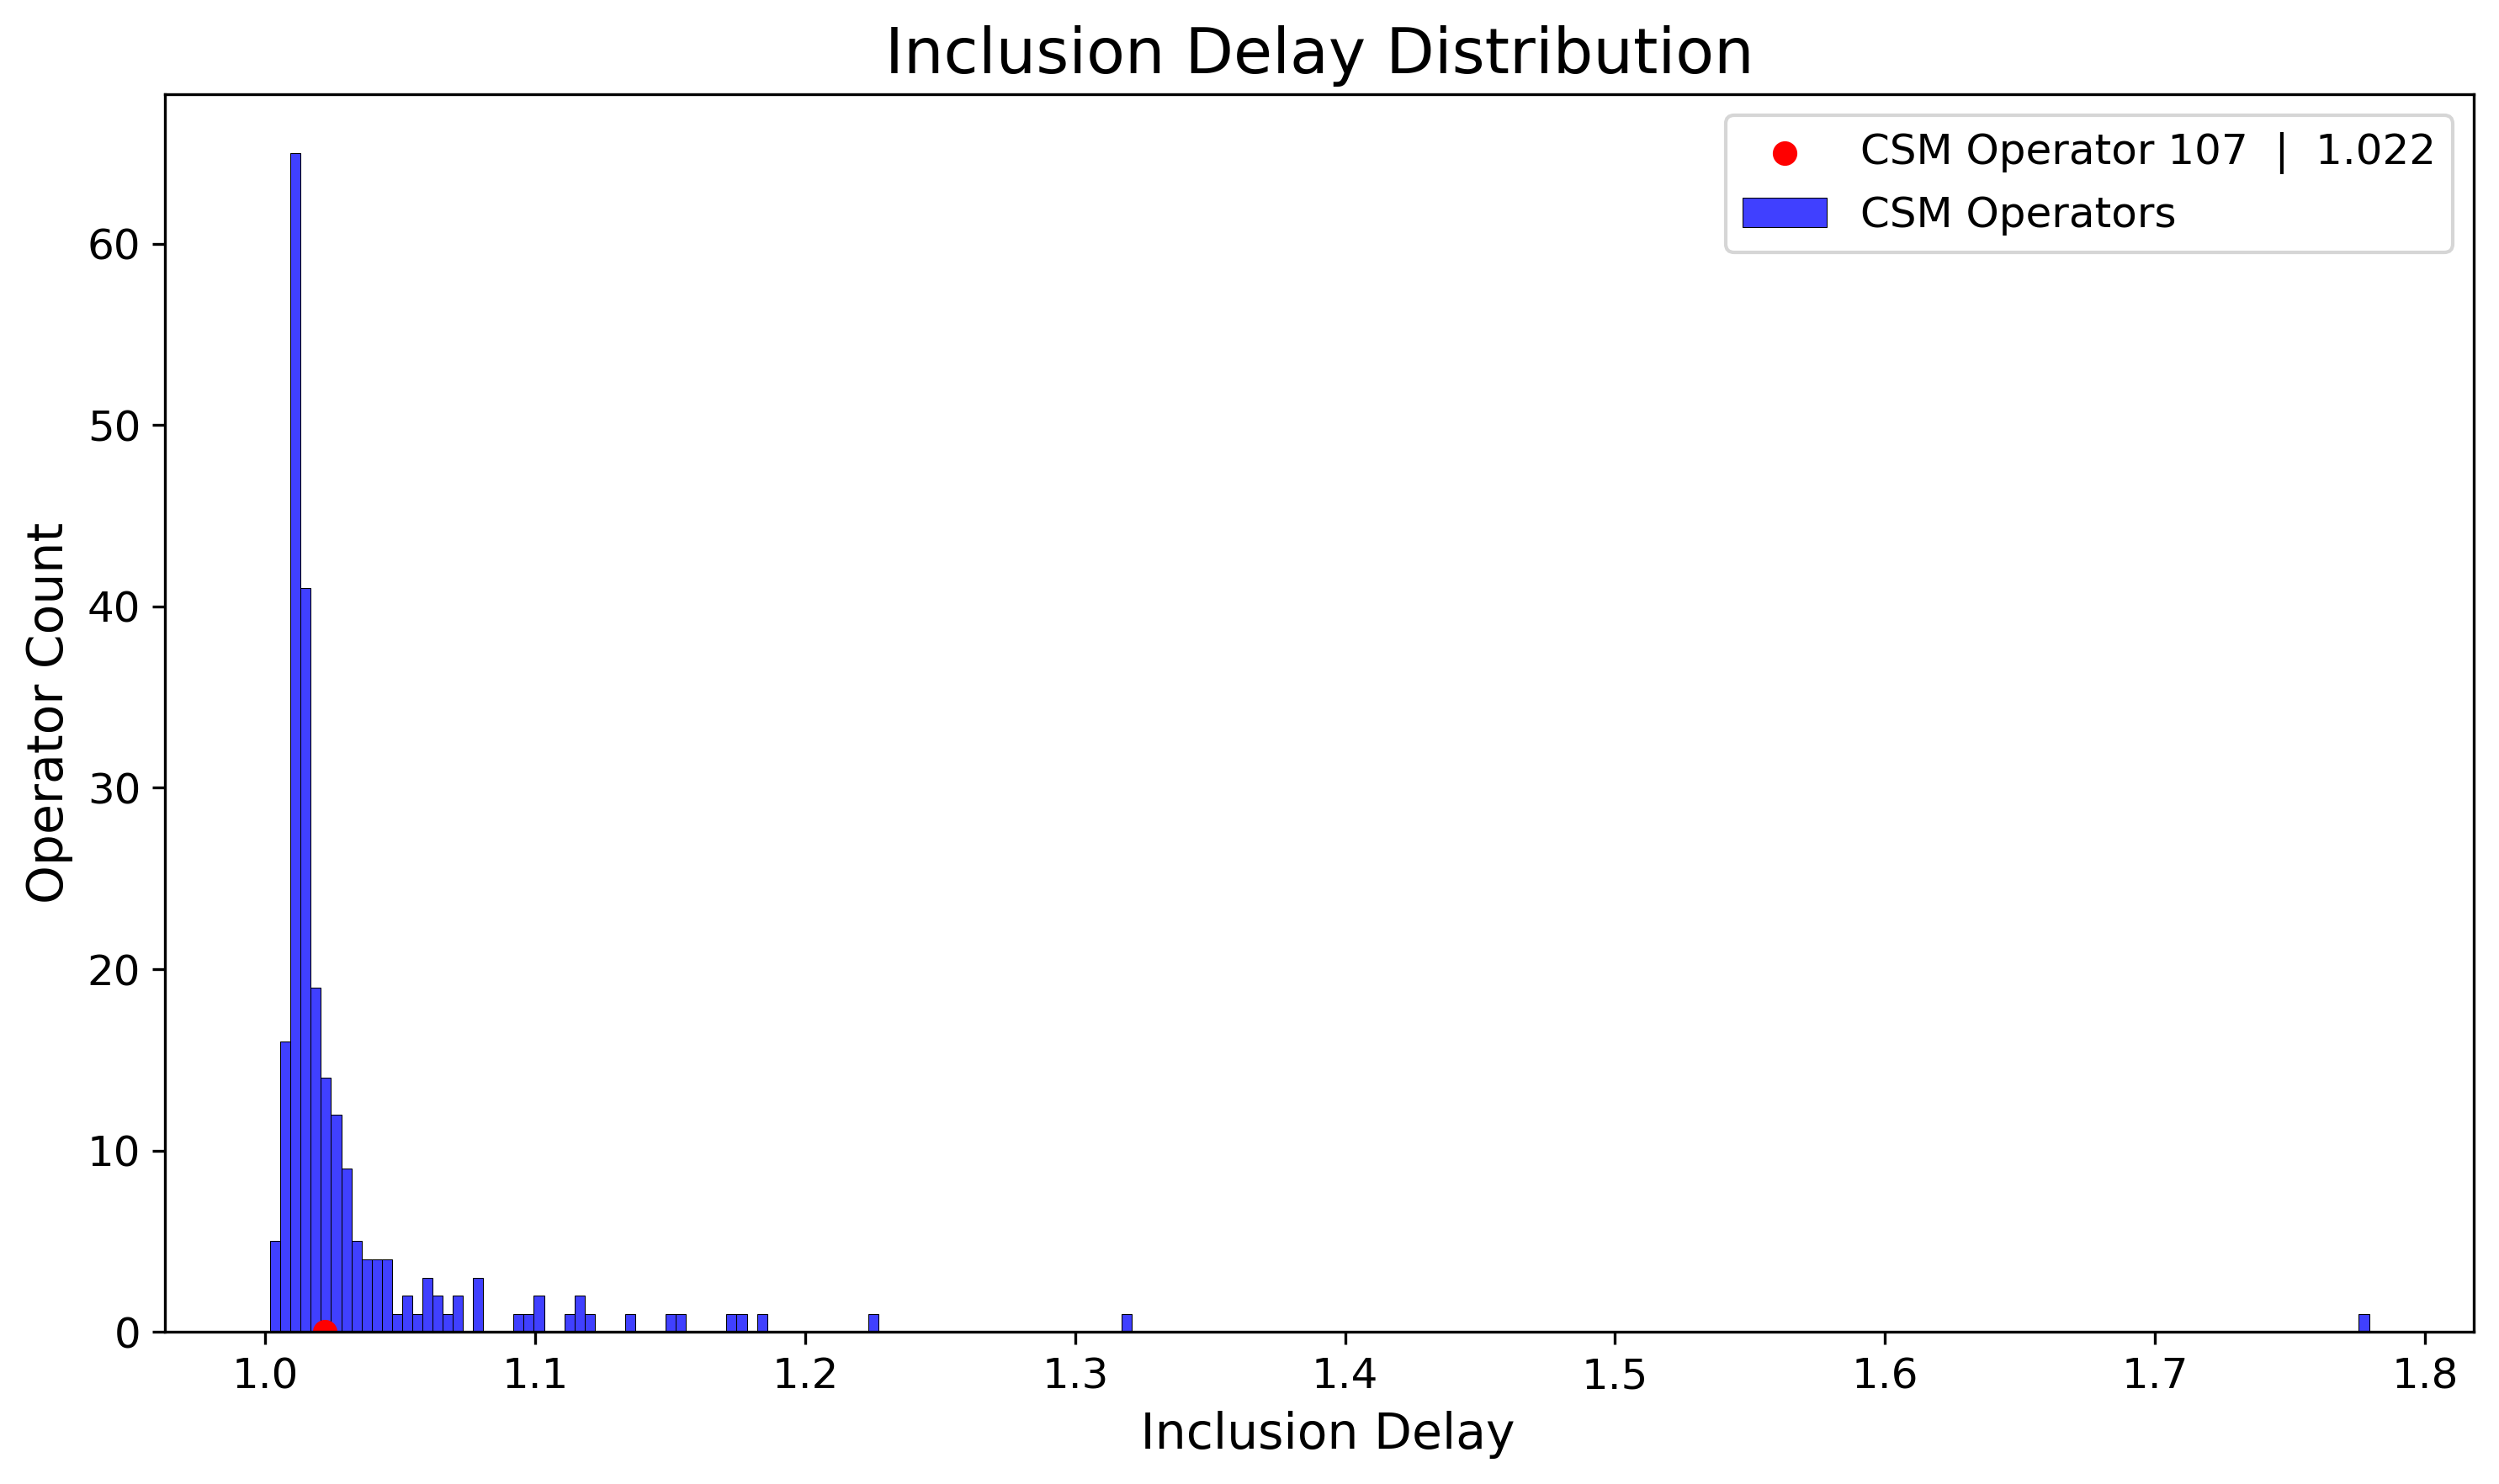 Inclusion Delay Distribution
CSM Operator 107 | 1.022
CSM Operators
Operator Count
60
50
40
30
20
10
0
1.0 1.1 1.2 1.3 1.4 1.5 1.6 1.7 1.8
Inclusion Delay